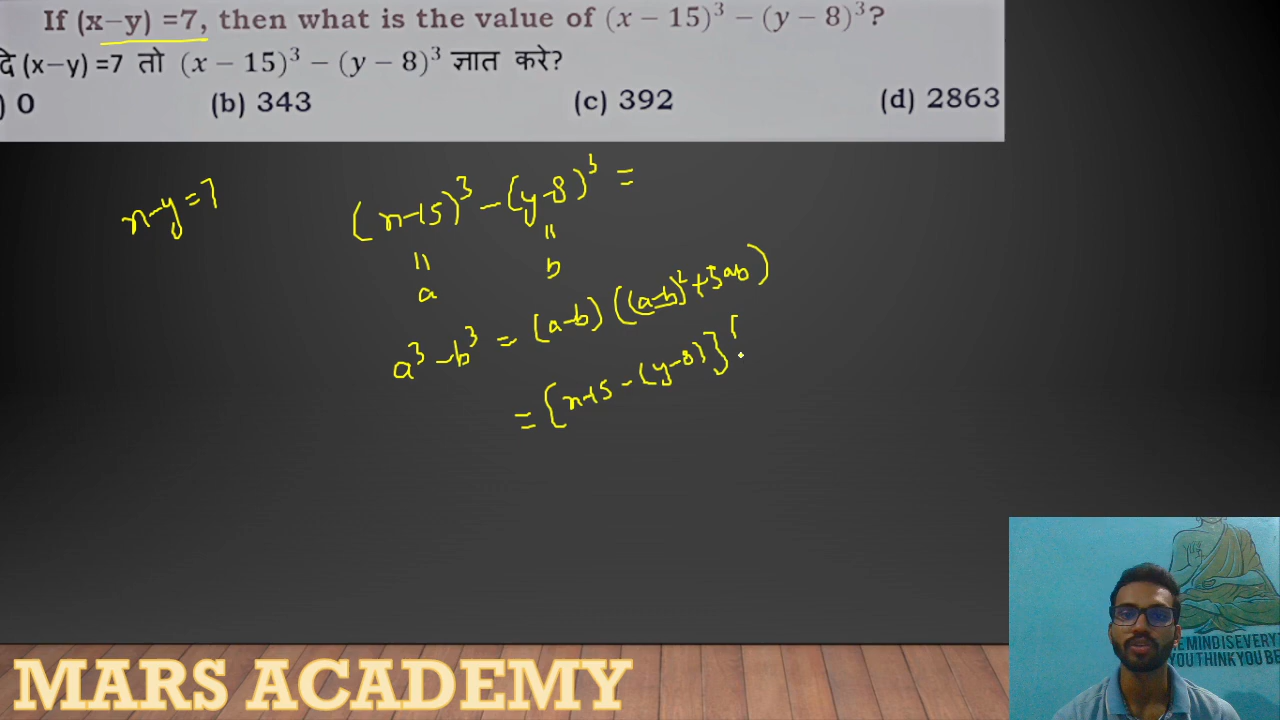 If (x−y) =7, then what is the value of (x − 15)³ − (y − 8)³?
(x−y) =7 तो (x − 15)³ − (y − 8)³ ज्ञात करे?
) 0 (b) 343 (c) 392 (d) 2863
x-y=7
(x-15)³ - (y-8)³ =
॥ ॥
a b
a³ - b³ = (a-b) ((a-b)² + 3ab)
= {x-15 - (y-8)} {
THE MIND IS EVERY
YOU THINK YOU BE
MARS ACADEMY